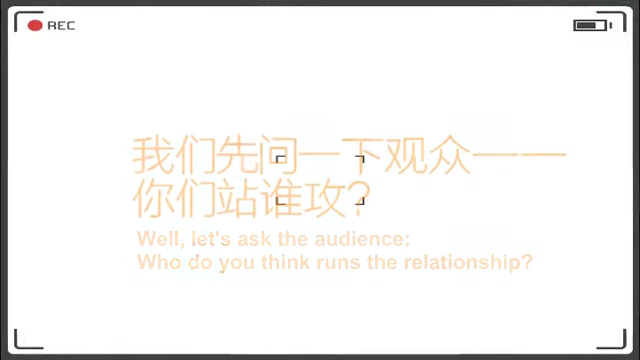 REC
我们先问一下观众——
你们站谁攻?
Well, let's ask the audience:
Who do you think runs the relationship?